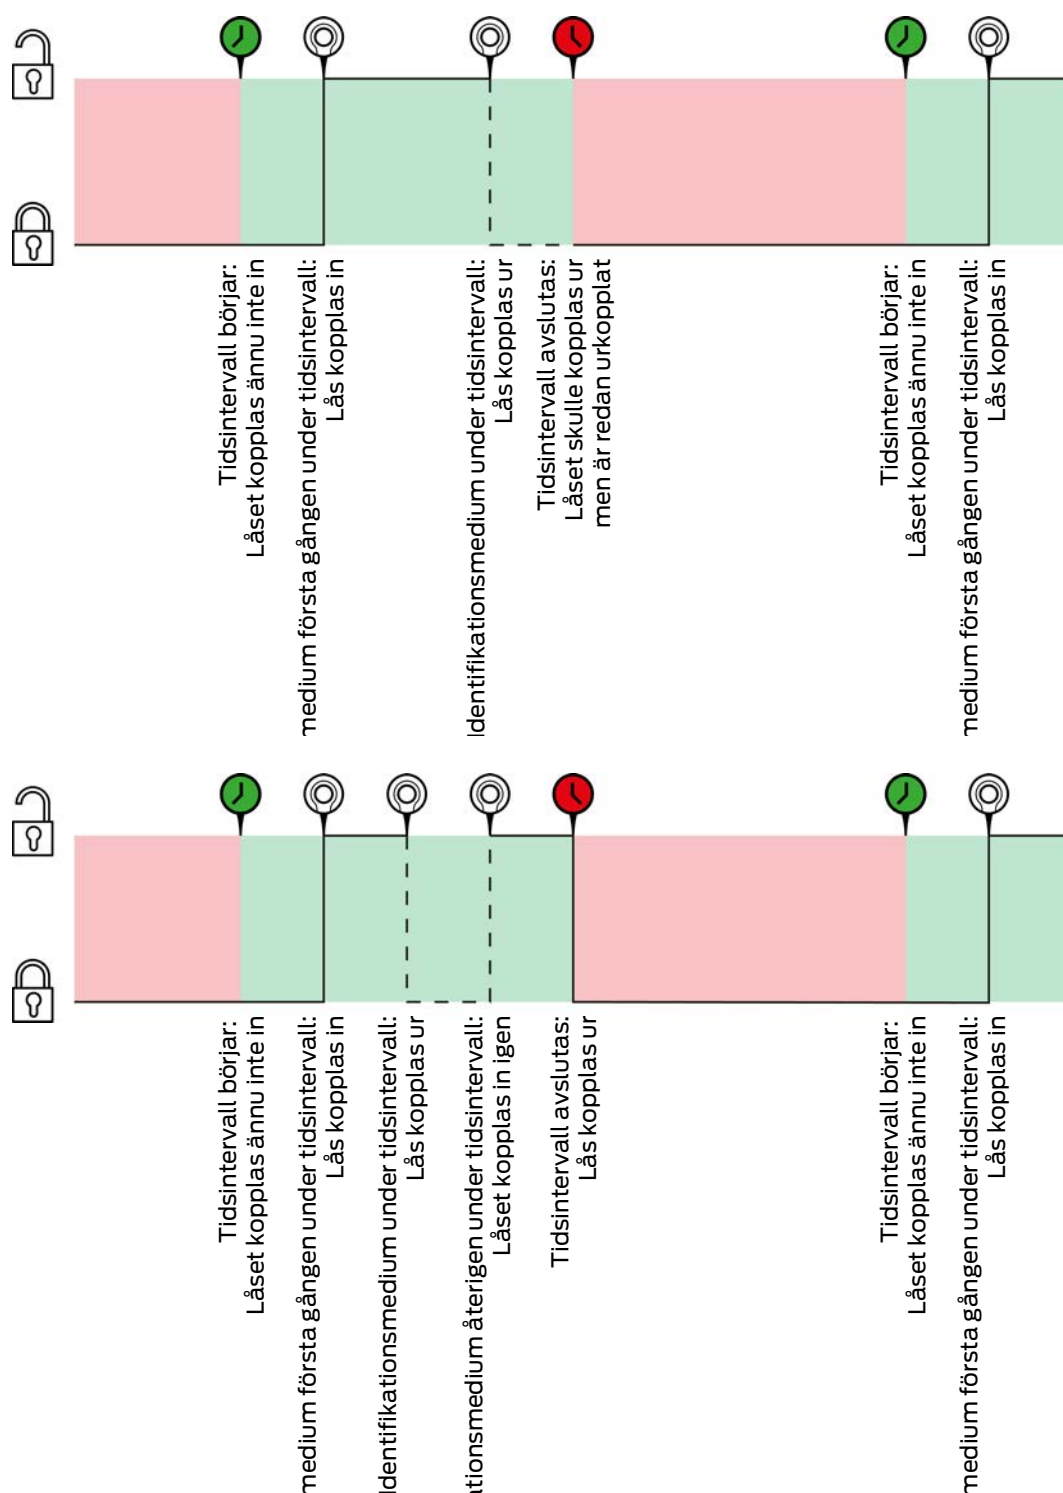 Tidsintervall börjar:
Låset kopplas ännu inte in
medium första gången under tidsintervall:
Lås kopplas in
Identifikationsmedium under tidsintervall:
Lås kopplas ur
Tidsintervall avslutas:
Låset skulle kopplas ur
men är redan urkopplat
Tidsintervall börjar:
Låset kopplas ännu inte in
medium första gången under tidsintervall:
Lås kopplas in
Tidsintervall börjar:
Låset kopplas ännu inte in
medium första gången under tidsintervall:
Lås kopplas in
Identifikationsmedium under tidsintervall:
Lås kopplas ur
ationsmedium återigen under tidsintervall:
Låset kopplas in igen
Tidsintervall avslutas:
Lås kopplas ur
Tidsintervall börjar:
Låset kopplas ännu inte in
medium första gången under tidsintervall:
Lås kopplas in